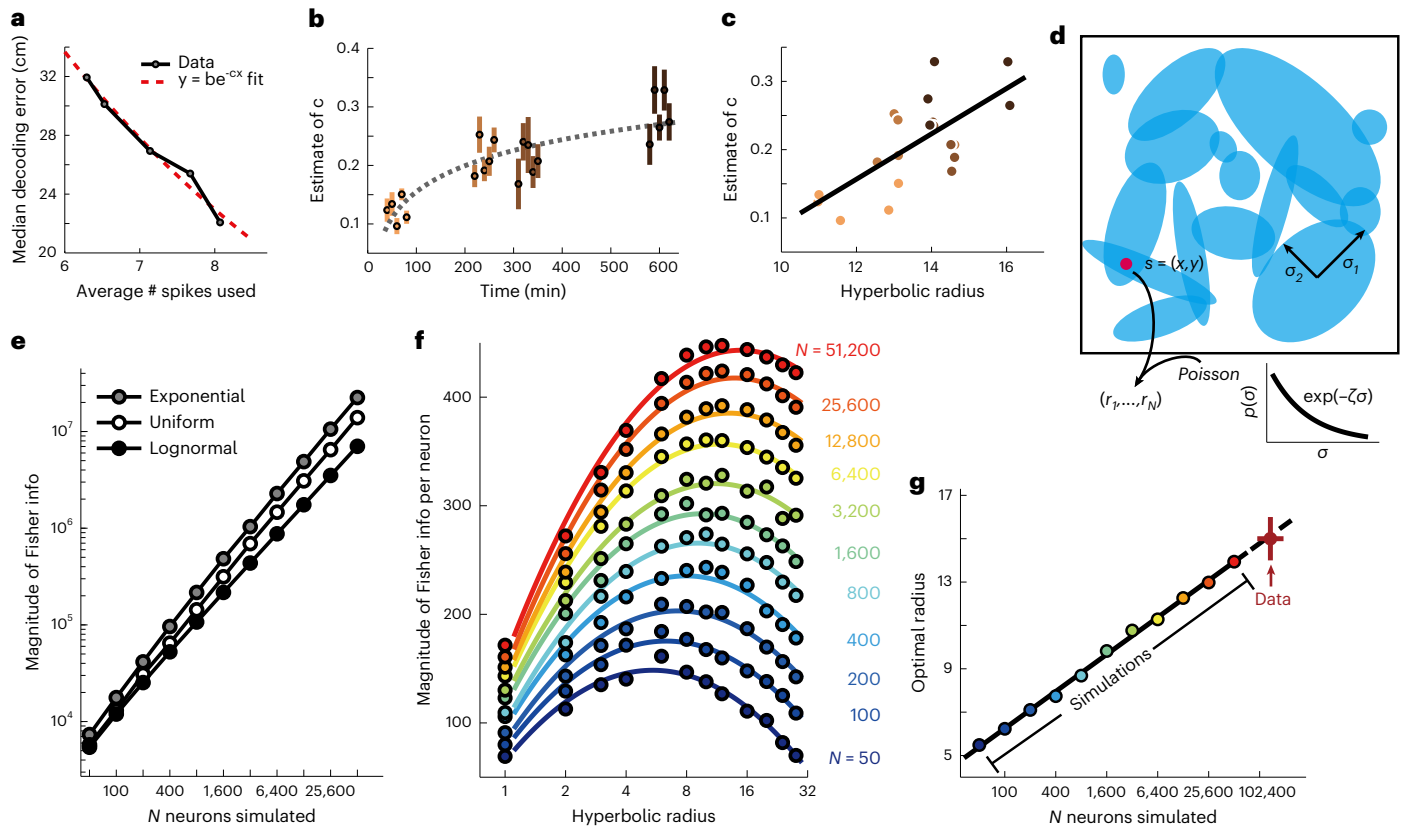 a
Median decoding error (cm)
32
28
24
20
6
7
8
Average # spikes used
Data
y = be^-cx fit
b
Estimate of c
0.4
0.3
0.2
0.1
0
100
200
300
400
500
600
Time (min)
c
Estimate of c
0.3
0.2
0.1
10
12
14
16
Hyperbolic radius
d
s = (x,y)
σ2
σ1
Poisson
(r1,...,rN)
p(σ)
exp(−ζσ)
σ
e
Magnitude of Fisher info
Exponential
Uniform
Lognormal
10^7
10^6
10^5
10^4
100
400
1,600
6,400
25,600
N neurons simulated
f
Magnitude of Fisher info per neuron
400
300
200
100
1
2
4
8
16
32
Hyperbolic radius
N = 51,200
25,600
12,800
6,400
3,200
1,600
800
400
200
100
N = 50
g
Optimal radius
17
13
9
5
Simulations
Data
100
400
1,600
6,400
25,600
102,400
N neurons simulated